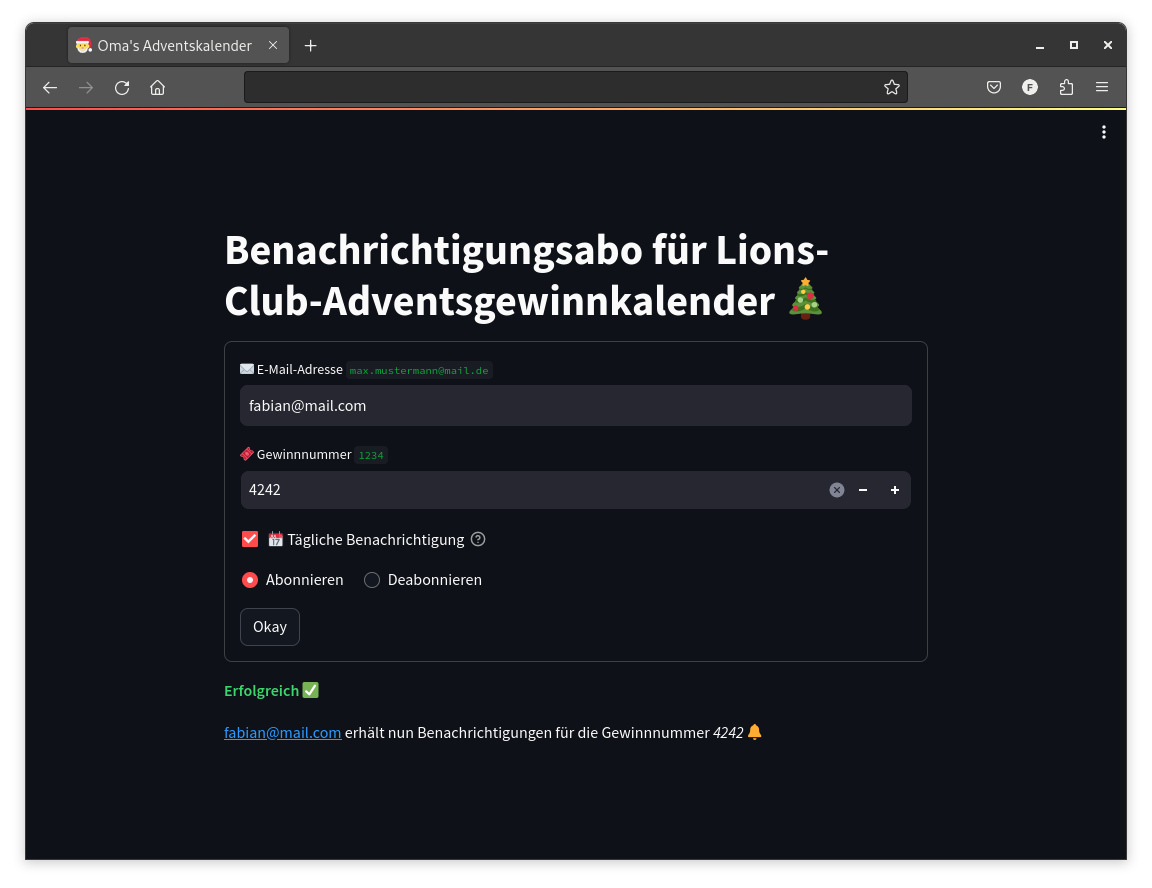 Oma's Adventskalender
F
Benachrichtigungsabo für Lions-
Club-Adventsgewinnkalender 🎄
✉️ E-Mail-Adresse max.mustermann@mail.de
fabian@mail.com
🎟️ Gewinnnummer 1234
4242
📅 Tägliche Benachrichtigung
Abonnieren Deabonnieren
Okay
Erfolgreich ✅
fabian@mail.com erhält nun Benachrichtigungen für die Gewinnnummer 4242 🔔